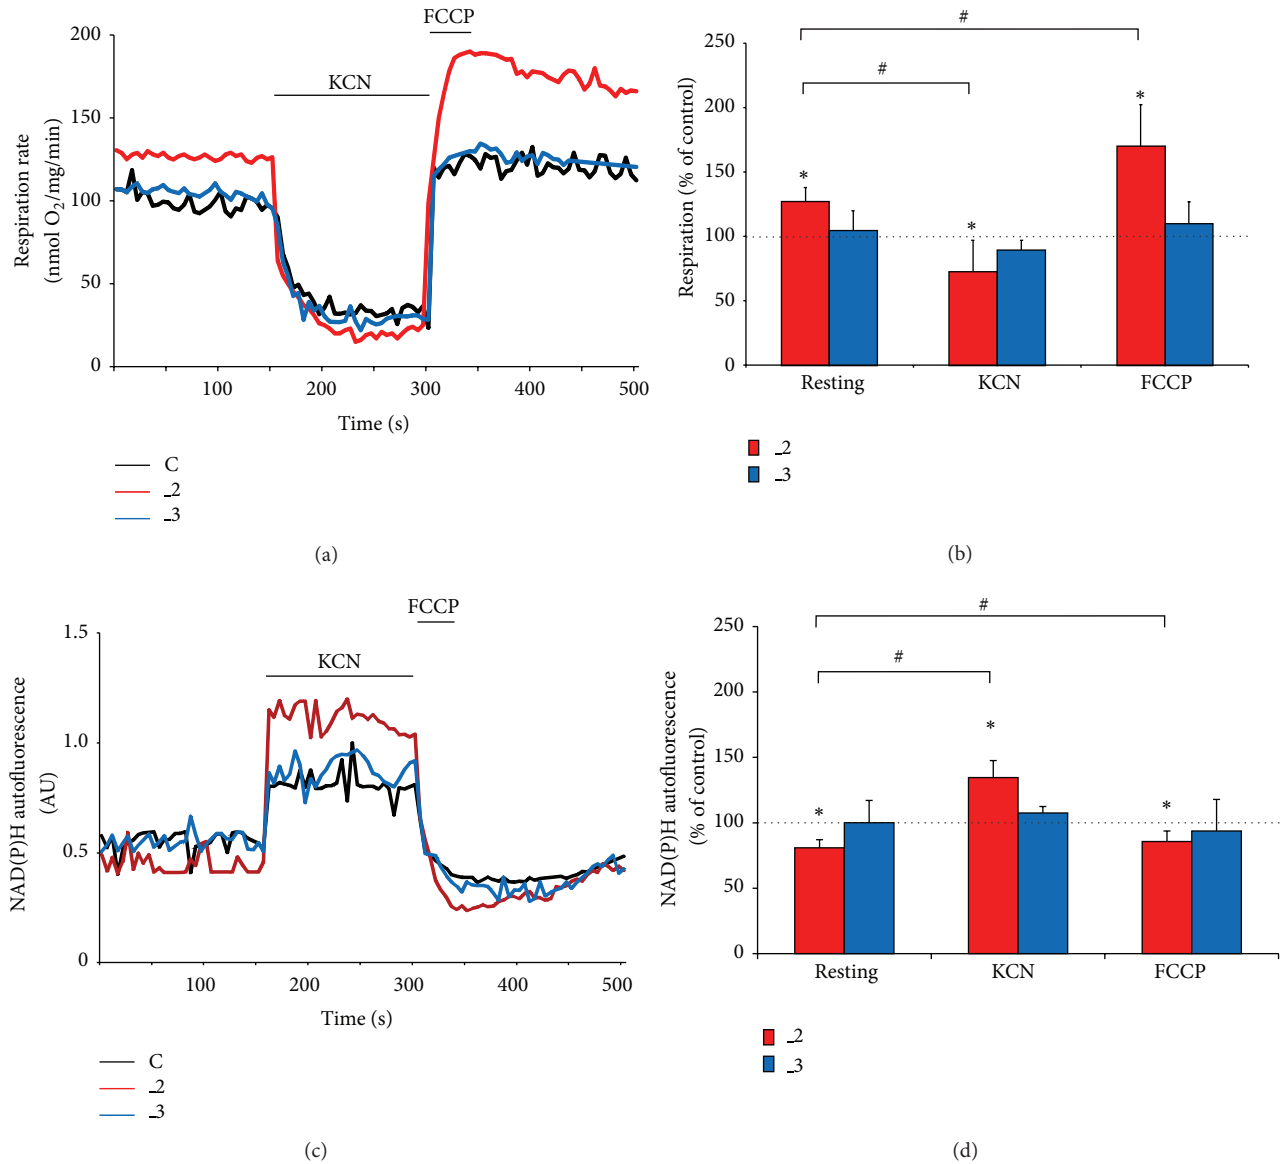 FCCP
KCN
Respiration rate
(nmol O2/mg/min)
200
150
100
50
0
100
200
300
400
500
Time (s)
C
_2
_3
(a)
#
#
Respiration (% of control)
250
200
150
100
50
0
*
*
*
Resting
KCN
FCCP
_2
_3
(b)
FCCP
KCN
NAD(P)H autofluorescence
(AU)
1.5
1.0
0.5
0
100
200
300
400
500
Time (s)
C
_2
_3
(c)
#
#
NAD(P)H autofluorescence
(% of control)
250
200
150
100
50
0
*
*
*
Resting
KCN
FCCP
_2
_3
(d)